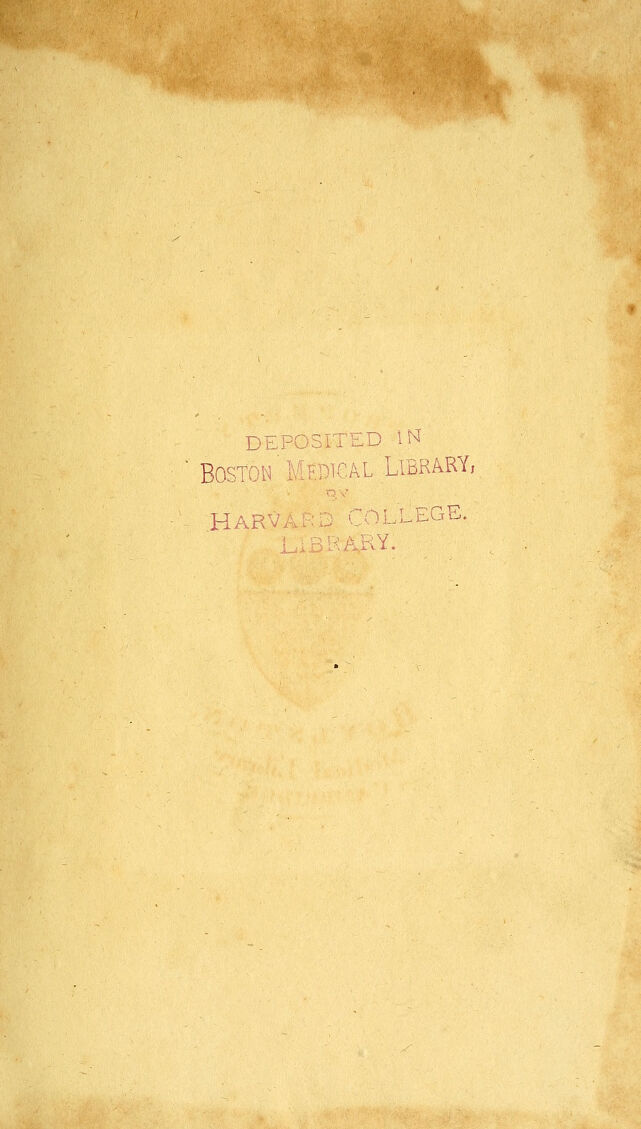 DEPOSITED IN
BOSTON MEDICAL LIBRARY,
BY
HARVARD COLLEGE.
LIBRARY.